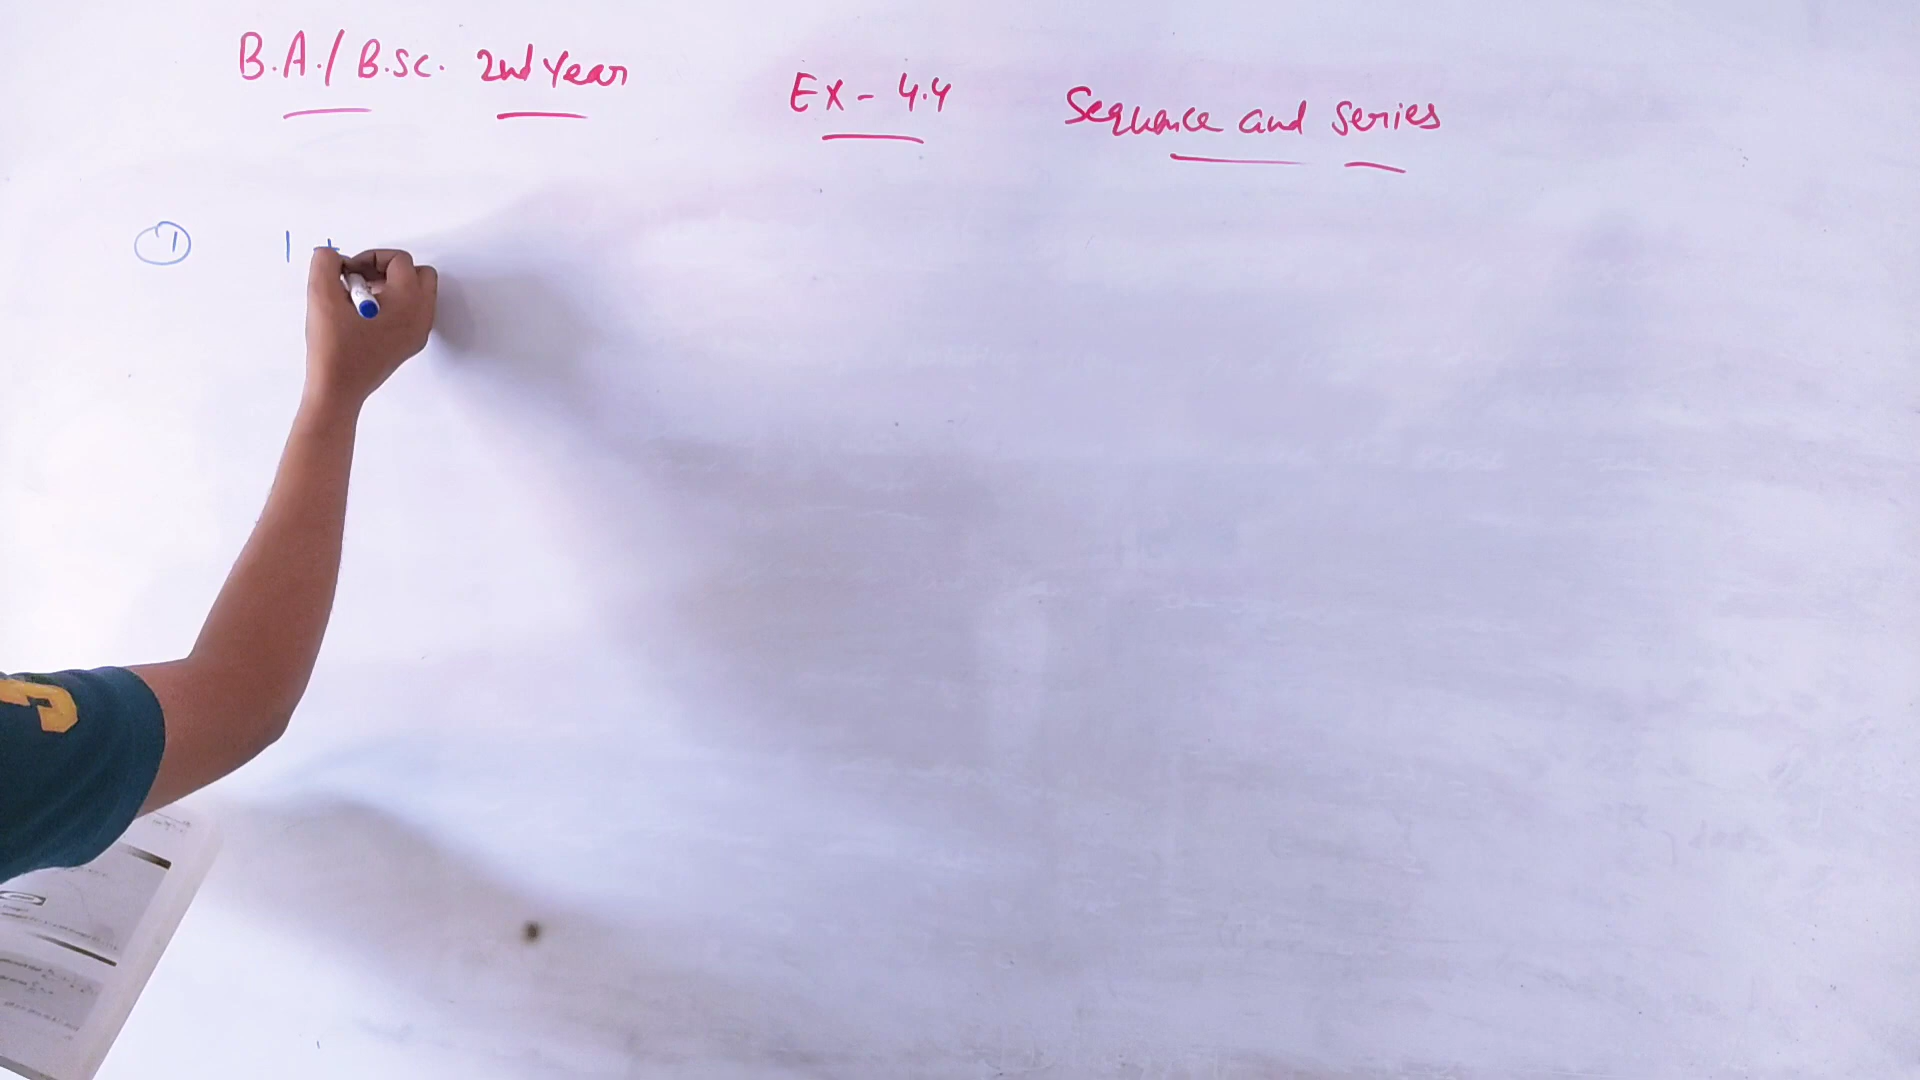 B.A./B.Sc. 2nd Year Ex - 4.4 Sequence and Series
① 1 +